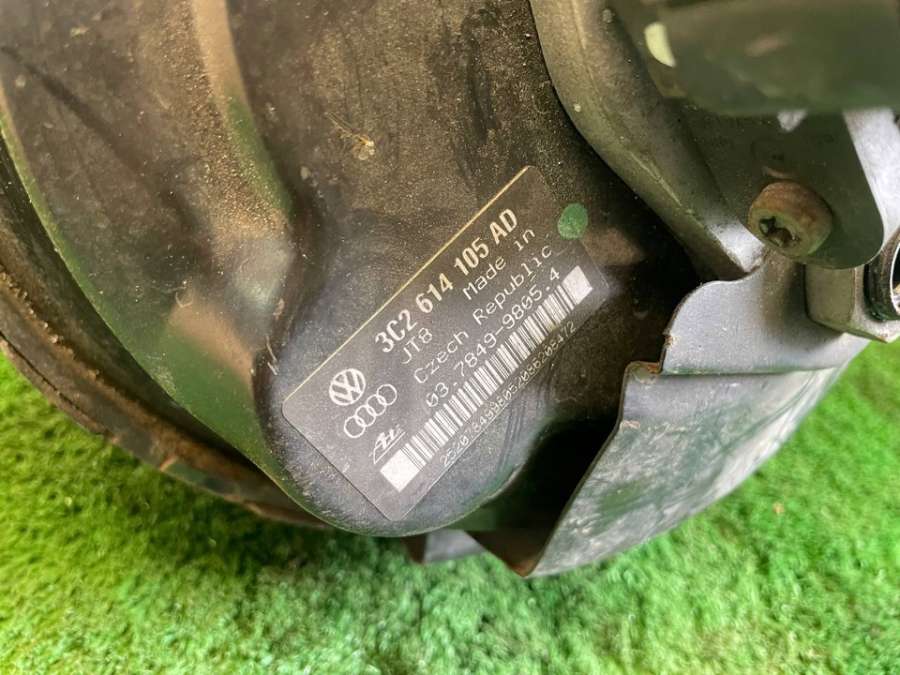 3C2 614 105 AD
JT8 Made in
Czech Republic
03.7849-9805.4